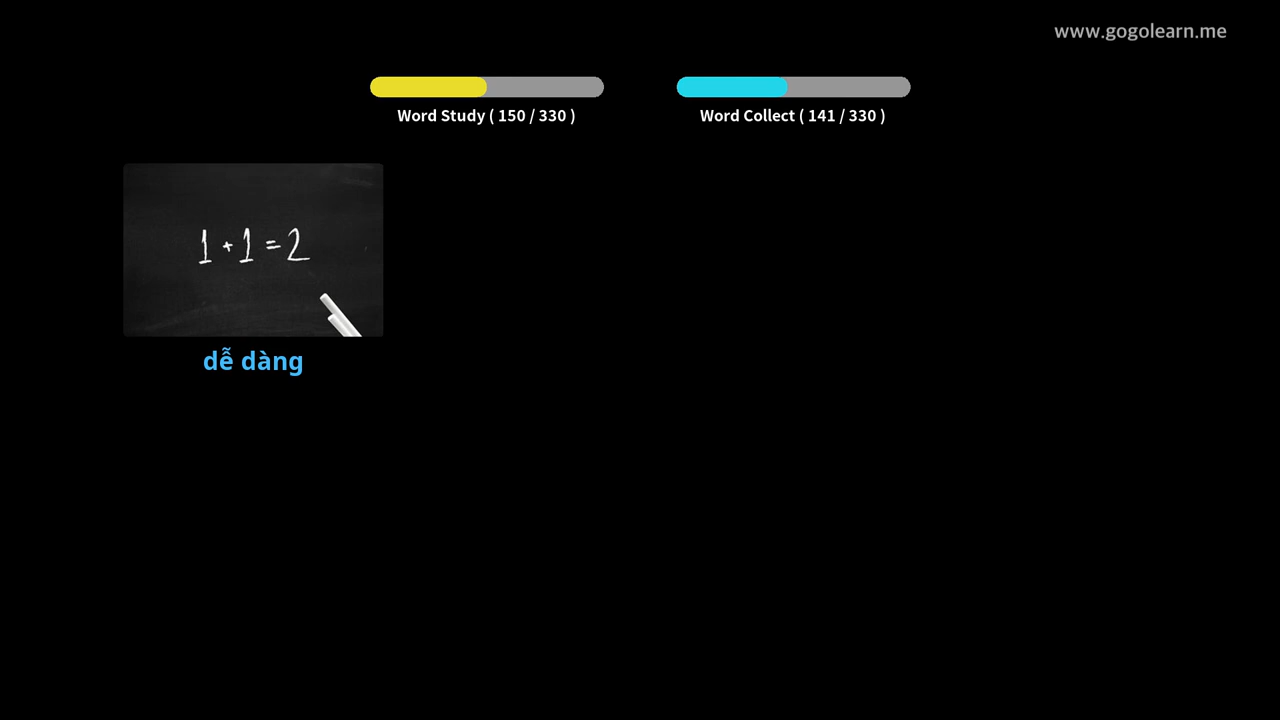 www.gogolearn.me
Word Study ( 150 / 330 )
Word Collect ( 141 / 330 )
1 + 1 = 2
dễ dàng